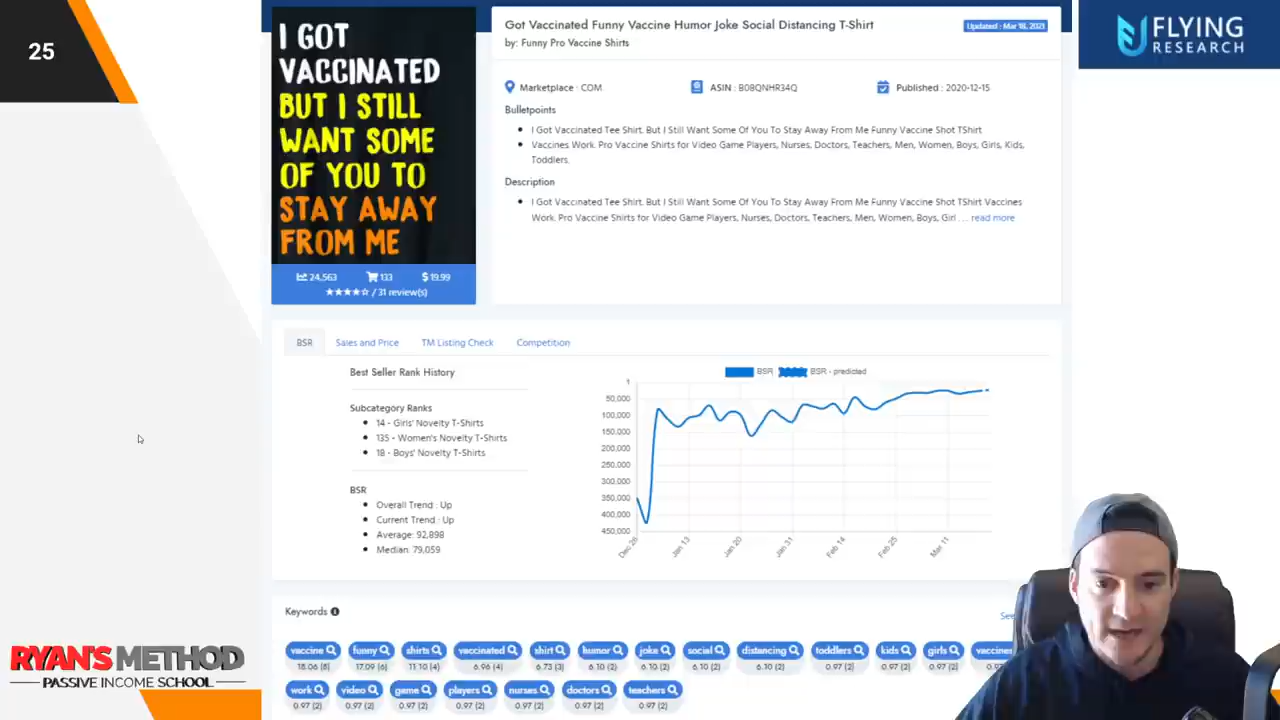 25
I GOT
VACCINATED
BUT I STILL
WANT SOME
OF YOU TO
STAY AWAY
FROM ME
24,563 133 $ 19.99
/ 31 review(s)
Got Vaccinated Funny Vaccine Humor Joke Social Distancing T-Shirt
Updated : Mar 18, 2021
by: Funny Pro Vaccine Shirts
Marketplace : COM
ASIN : B08QNHR34Q
Published : 2020-12-15
Bulletpoints
I Got Vaccinated Tee Shirt. But I Still Want Some Of You To Stay Away From Me Funny Vaccine Shot TShirt
Vaccines Work. Pro Vaccine Shirts for Video Game Players, Nurses, Doctors, Teachers, Men, Women, Boys, Girls, Kids,
Toddlers.
Description
I Got Vaccinated Tee Shirt. But I Still Want Some Of You To Stay Away From Me Funny Vaccine Shot TShirt Vaccines
Work. Pro Vaccine Shirts for Video Game Players, Nurses, Doctors, Teachers, Men, Women, Boys, Girl ... read more
FLYING
RESEARCH
BSR Sales and Price TM Listing Check Competition
Best Seller Rank History
Subcategory Ranks
14 - Girls' Novelty T-Shirts
135 - Women's Novelty T-Shirts
18 - Boys' Novelty T-Shirts
BSR
Overall Trend : Up
Current Trend : Up
Average: 92,898
Median: 79,059
BSR BSR - predicted
1
50,000
100,000
150,000
200,000
250,000
300,000
350,000
400,000
450,000
Dec 26 Jan 13 Jan 20 Jan 31 Feb 14 Feb 25 Mar 11
Keywords
See
vaccine funny shirts vaccinated shirt humor joke social distancing toddlers kids girls vaccines
18.06 (8) 17.09 (6) 11.10 (4) 6.96 (4) 6.73 (3) 6.10 (2) 6.10 (2) 6.10 (2) 6.10 (2) 0.97 (2) 0.97 (2) 0.97 (2) 0.97
work video game players nurses doctors teachers
0.97 (2) 0.97 (2) 0.97 (2) 0.97 (2) 0.97 (2) 0.97 (2) 0.97 (2)
RYAN'S METHOD
PASSIVE INCOME SCHOOL